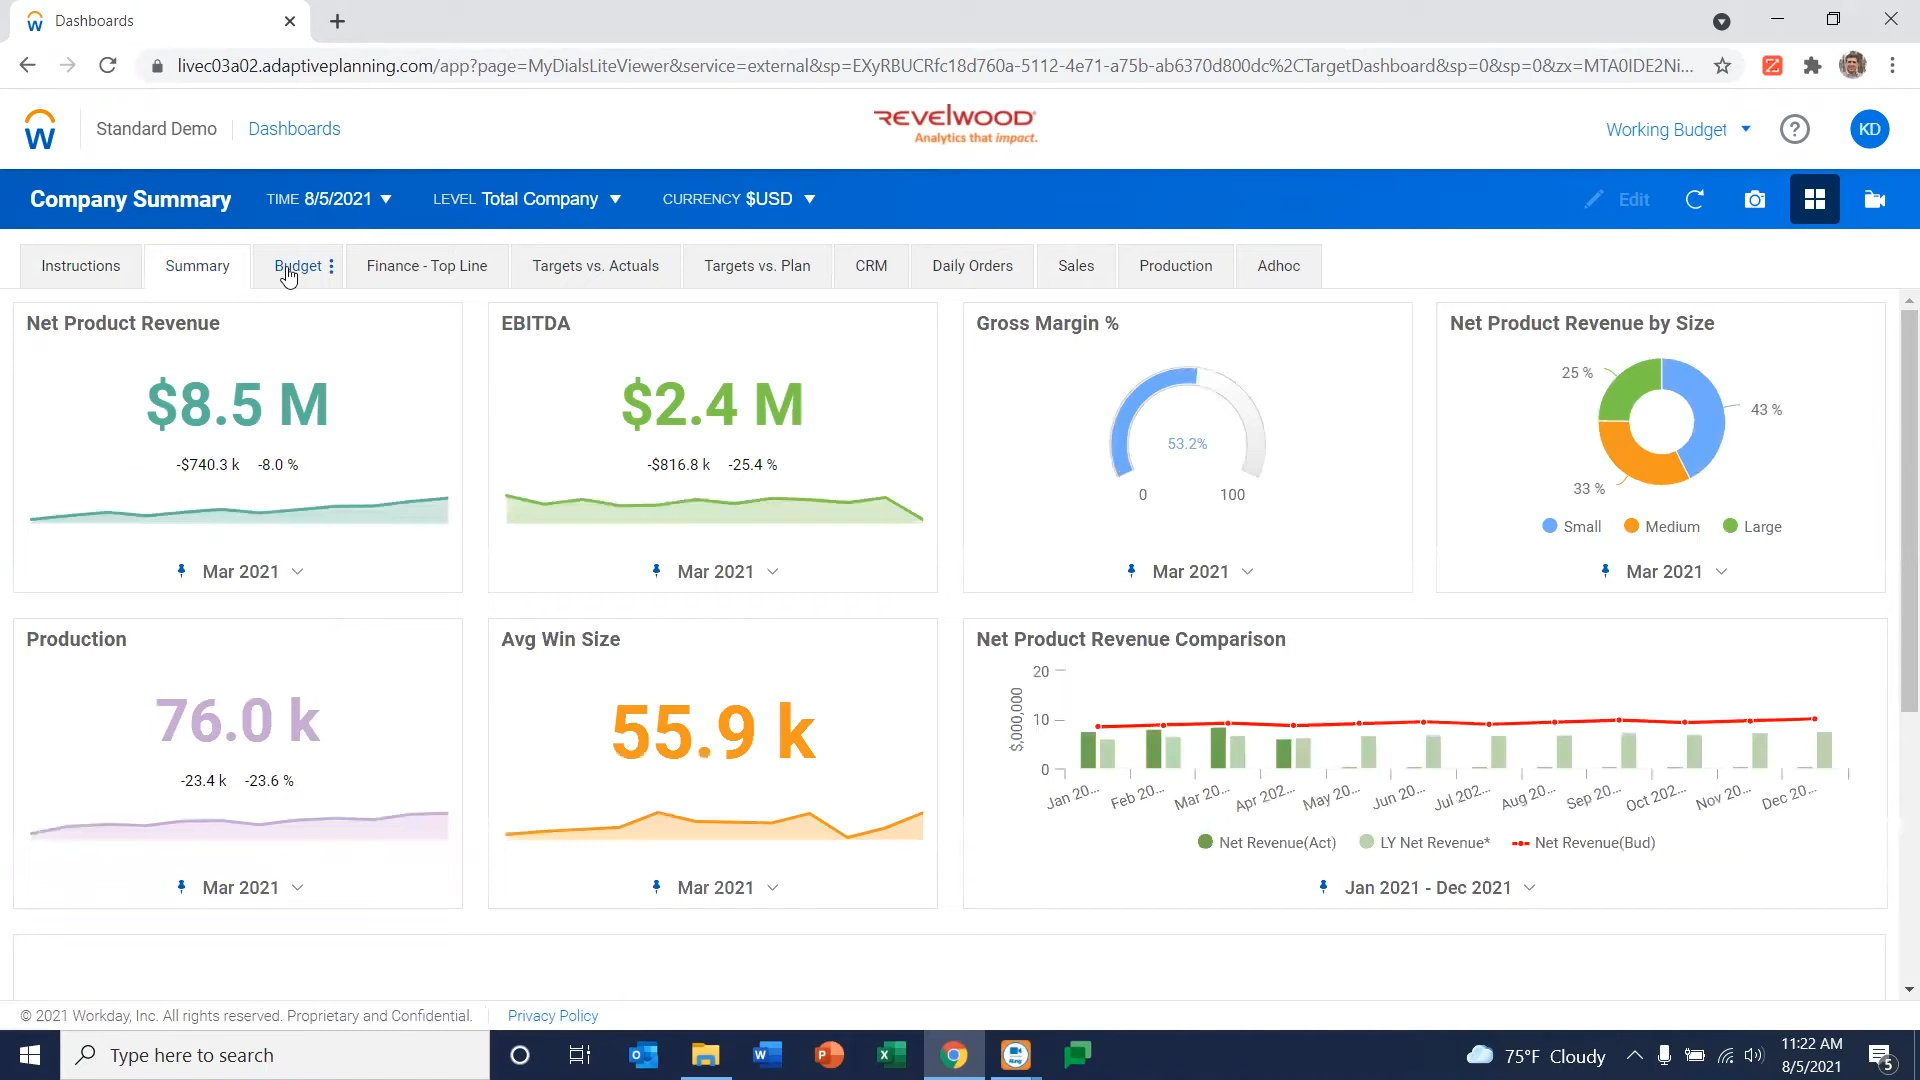 Dashboards
livec03a02.adaptiveplanning.com/app?page=MyDialsLiteViewer&service=external&sp=EXyRBUCRfc18d760a-5112-4e71-a75b-ab6370d800dc%2CTargetDashboard&sp=0&sp=0&zx=MTA0IDE2Ni...
Standard Demo Dashboards
REVELWOOD
Analytics that impact.
Working Budget ? KD
Company Summary TIME 8/5/2021 LEVEL Total Company CURRENCY $USD Edit
Instructions Summary Budget Finance - Top Line Targets vs. Actuals Targets vs. Plan CRM Daily Orders Sales Production Adhoc
Net Product Revenue
$8.5 M
-$740.3 k -8.0 %
Mar 2021
EBITDA
$2.4 M
-$816.8 k -25.4 %
Mar 2021
Gross Margin %
53.2%
0 100
Mar 2021
Net Product Revenue by Size
25 %
43 %
33 %
Small Medium Large
Mar 2021
Production
76.0 k
-23.4 k -23.6 %
Mar 2021
Avg Win Size
55.9 k
Mar 2021
Net Product Revenue Comparison
$,000,000
20
10
0
Jan 20... Feb 20... Mar 20... Apr 202... May 20... Jun 20... Jul 202... Aug 20... Sep 20... Oct 202... Nov 20... Dec 20...
Net Revenue(Act) LY Net Revenue* Net Revenue(Bud)
Jan 2021 - Dec 2021
© 2021 Workday, Inc. All rights reserved. Proprietary and Confidential. Privacy Policy
Type here to search
75°F Cloudy
11:22 AM
8/5/2021
5